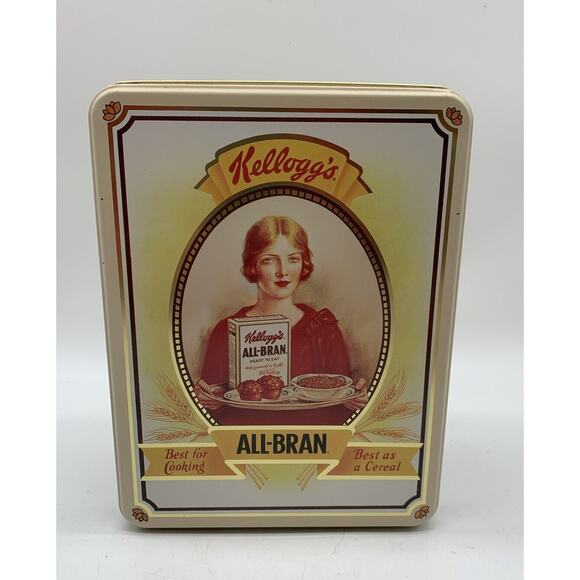 Kellogg's
Kellogg's
ALL-BRAN
READY TO EAT
ALL-BRAN
Best for
Cooking
Best as
a Cereal